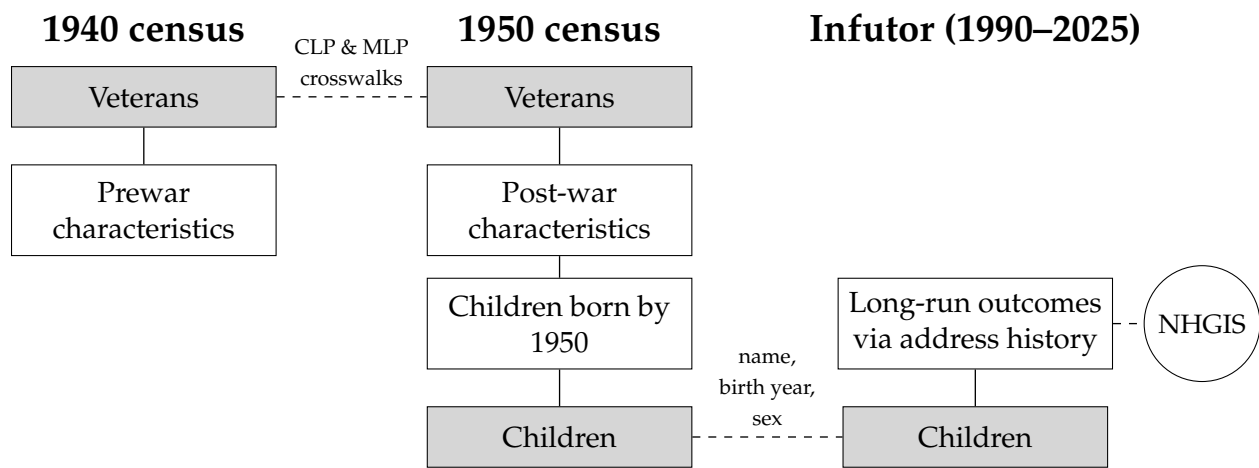 1940 census
1950 census
Infutor (1990–2025)
CLP & MLP
crosswalks
Veterans
Veterans
Prewar
characteristics
Post-war
characteristics
Children born by
1950
Long-run outcomes
via address history
NHGIS
name,
birth year,
sex
Children
Children